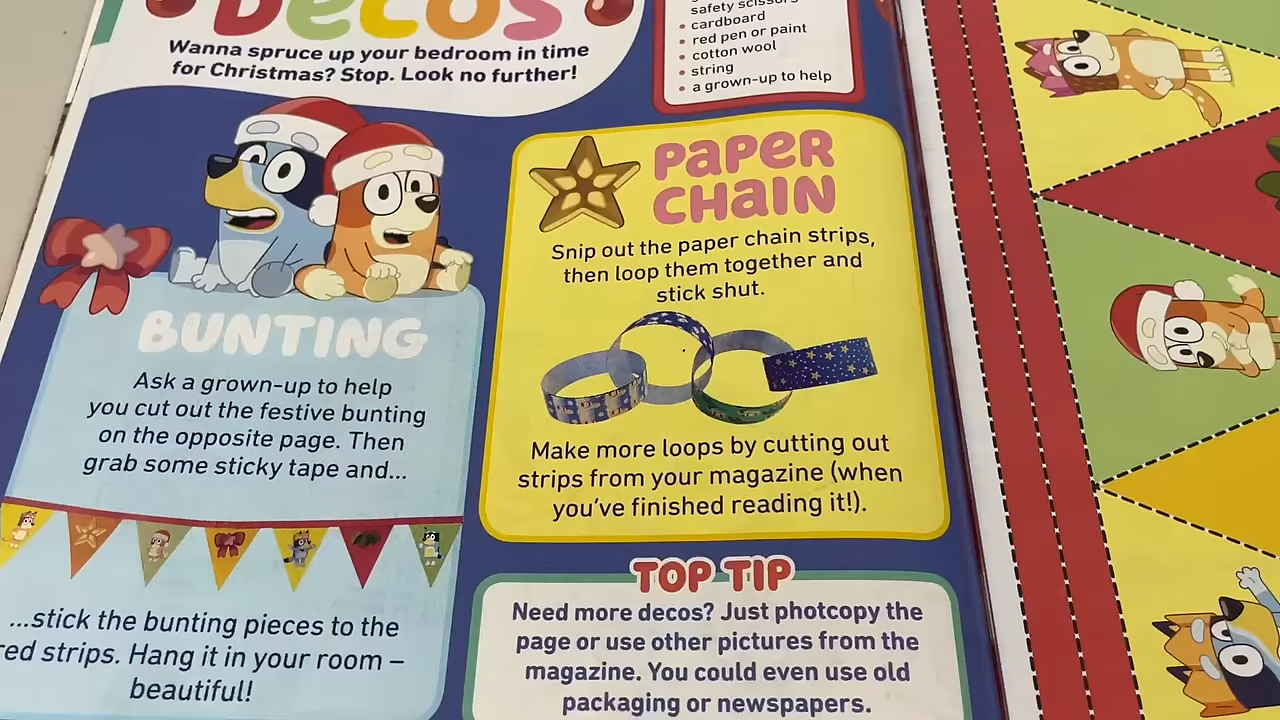 DeCOS
Wanna spruce up your bedroom in time
for Christmas? Stop. Look no further!
safety scissors
• cardboard
• red pen or paint
• cotton wool
• string
• a grown-up to help
BUNTING
Ask a grown-up to help
you cut out the festive bunting
on the opposite page. Then
grab some sticky tape and...
...stick the bunting pieces to the
red strips. Hang it in your room –
beautiful!
PaPeR
CHaiN
Snip out the paper chain strips,
then loop them together and
stick shut.
Make more loops by cutting out
strips from your magazine (when
you've finished reading it!).
TOP TIP
Need more decos? Just photcopy the
page or use other pictures from the
magazine. You could even use old
packaging or newspapers.